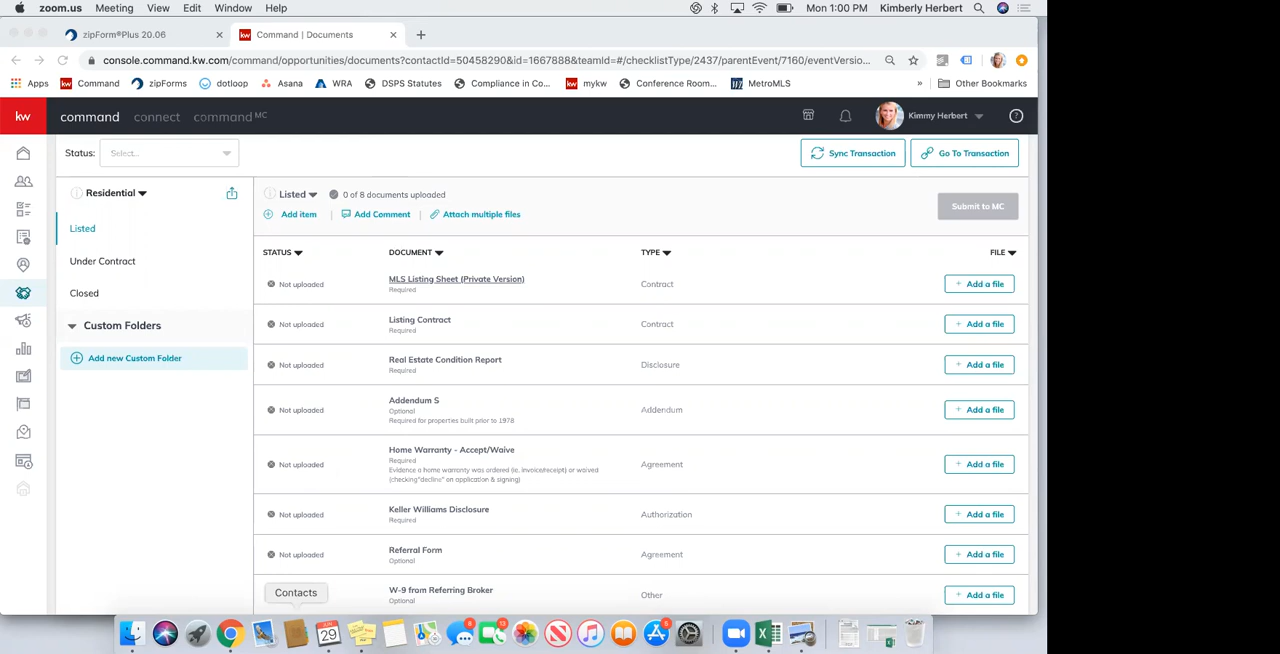 zoom.us Meeting View Edit Window Help Mon 1:00 PM Kimberly Herbert
zipForm®Plus 20.06 Command | Documents
console.command.kw.com/command/opportunities/documents?contactId=50458290&id=1667888&teamId=#/checklistType/2437/parentEvent/7160/eventVersio...
Apps Command zipForms dotloop Asana WRA DSPS Statutes Compliance in Co... mykw Conference Room... MetroMLS » Other Bookmarks
kw command connect command MC Kimmy Herbert
Status: Select... Sync Transaction Go To Transaction
Residential Listed 0 of 8 documents uploaded
Add item Add Comment Attach multiple files Submit to MC
Listed
Under Contract
Closed
Custom Folders
Add new Custom Folder
STATUS DOCUMENT TYPE FILE
Not uploaded MLS Listing Sheet (Private Version) Contract + Add a file
Required
Not uploaded Listing Contract Contract + Add a file
Required
Not uploaded Real Estate Condition Report Disclosure + Add a file
Required
Not uploaded Addendum S Addendum + Add a file
Optional
Required for properties built prior to 1978
Not uploaded Home Warranty - Accept/Waive Agreement + Add a file
Required
Evidence a home warranty was ordered (ie, invoice/receipt) or waived
(checking"decline" on application & signing)
Not uploaded Keller Williams Disclosure Authorization + Add a file
Required
Not uploaded Referral Form Agreement + Add a file
Optional
W-9 from Referring Broker Other + Add a file
Optional
Contacts
JUN
29
8
13
5